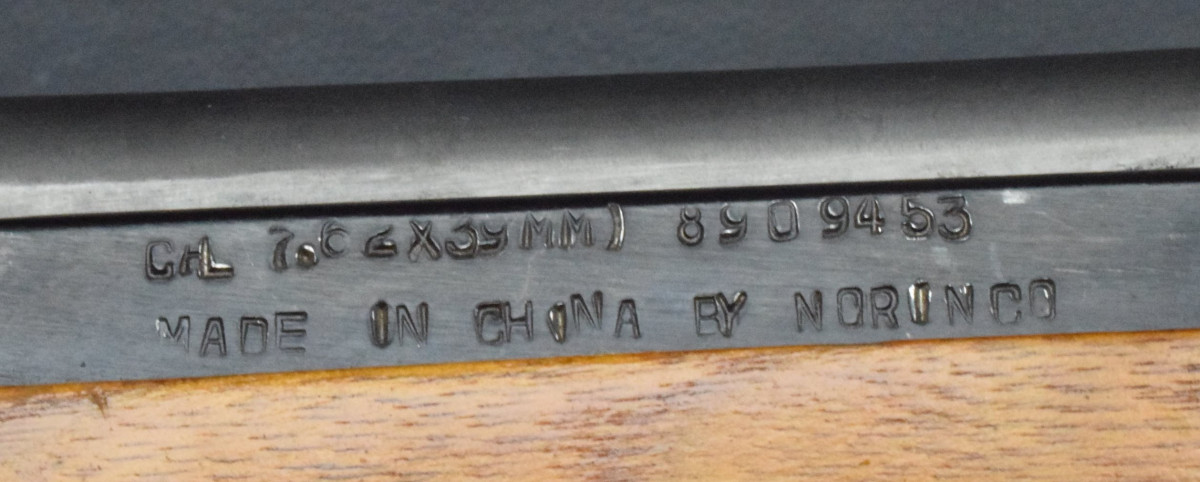 CAL 7.62X39MM) 8909453
MADE IN CHINA BY NORINCO